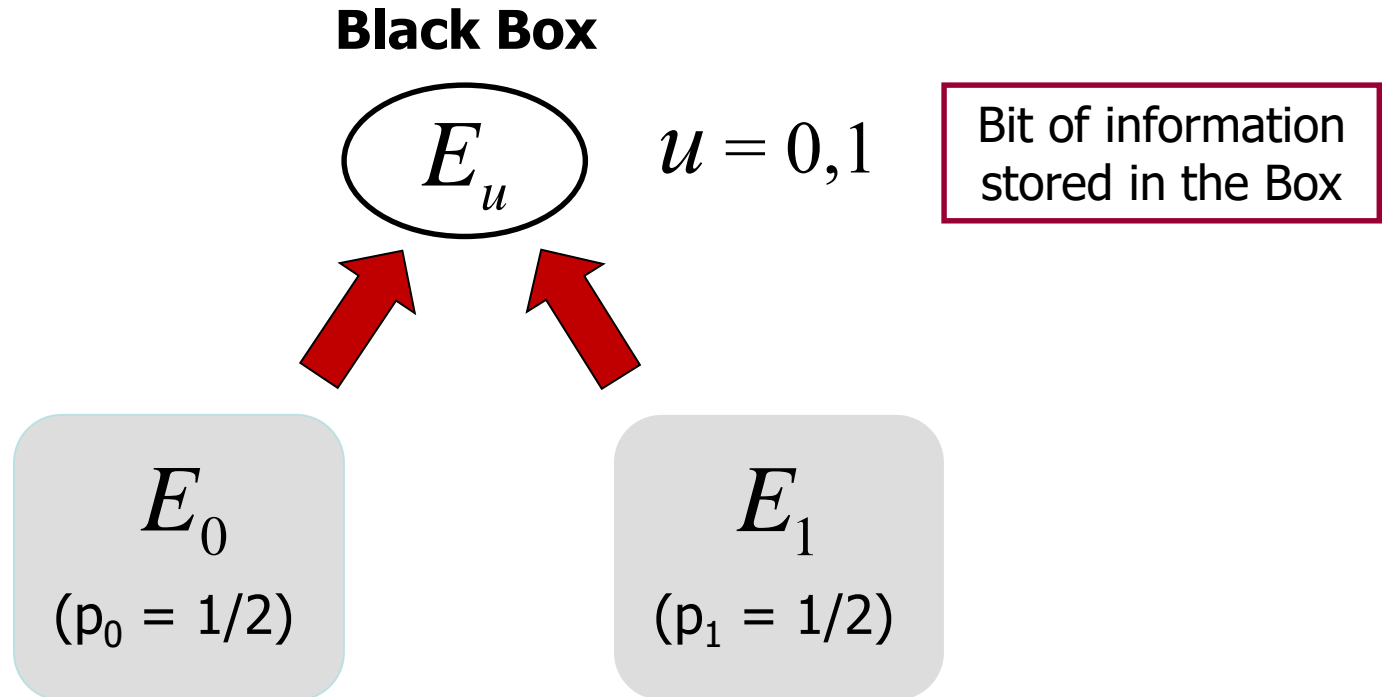 Black Box
E_u u = 0,1
Bit of information
stored in the Box
E_0
(p_0 = 1/2)
E_1
(p_1 = 1/2)